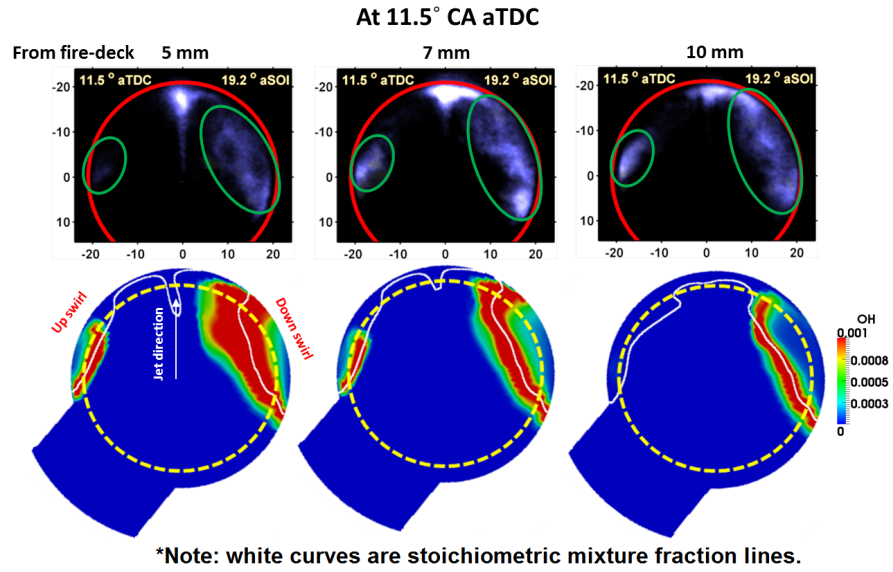 At 11.5° CA aTDC
From fire-deck 5 mm 7 mm 10 mm
11.5 ° aTDC 19.2 ° aSOI
-20
-10
0
10
-20 -10 0 10 20
11.5 ° aTDC 19.2 ° aSOI
-20
-10
0
10
-20 -10 0 10 20
11.5 ° aTDC 19.2 ° aSOI
-20
-10
0
10
-20 -10 0 10 20
Up swirl
Jet direction
Down swirl
OH
0.001
0.0008
0.0005
0.0003
0
*Note: white curves are stoichiometric mixture fraction lines.